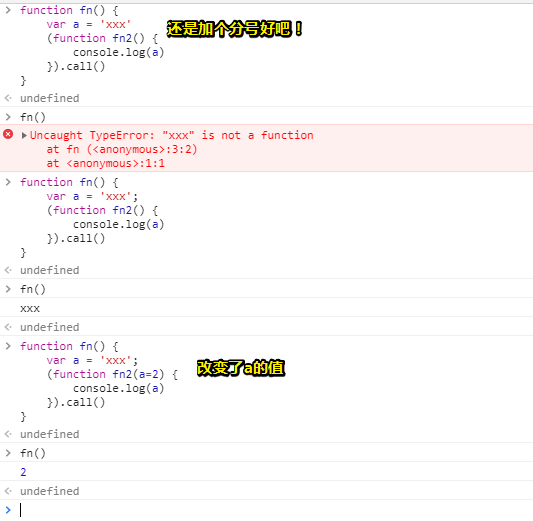 function fn() {
var a = 'xxx' 还是加个分号好吧！
(function fn2() {
console.log(a)
}).call()
}
undefined
fn()
Uncaught TypeError: "xxx" is not a function
at fn (<anonymous>:3:2)
at <anonymous>:1:1
function fn() {
var a = 'xxx';
(function fn2() {
console.log(a)
}).call()
}
undefined
fn()
xxx
undefined
function fn() {
var a = 'xxx';
(function fn2(a=2) { 改变了a的值
console.log(a)
}).call()
}
undefined
fn()
2
undefined